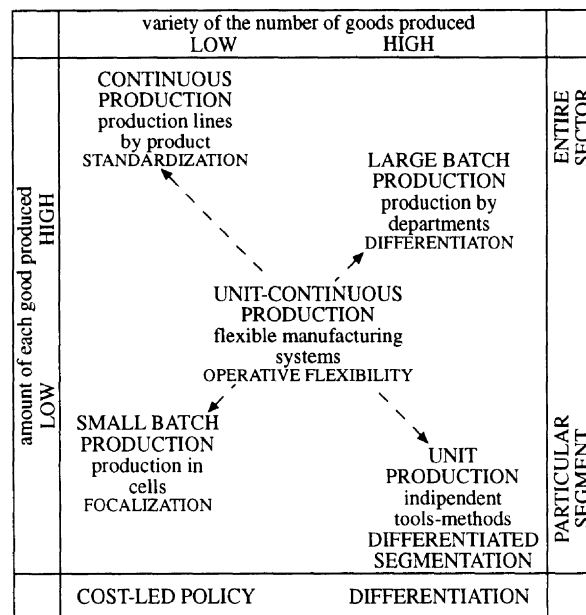 variety of the number of goods produced
LOW HIGH
amount of each good produced
HIGH
LOW
CONTINUOUS
PRODUCTION
production lines
by product
STANDARDIZATION
LARGE BATCH
PRODUCTION
production by
departments
DIFFERENTIATON
UNIT-CONTINUOUS
PRODUCTION
flexible manufacturing
systems
OPERATIVE FLEXIBILITY
SMALL BATCH
PRODUCTION
production in
cells
FOCALIZATION
UNIT
PRODUCTION
indipendent
tools-methods
DIFFERENTIATED
SEGMENTATION
ENTIRE
SECTOR
PARTICULAR
SEGMENT
COST-LED POLICY DIFFERENTIATION